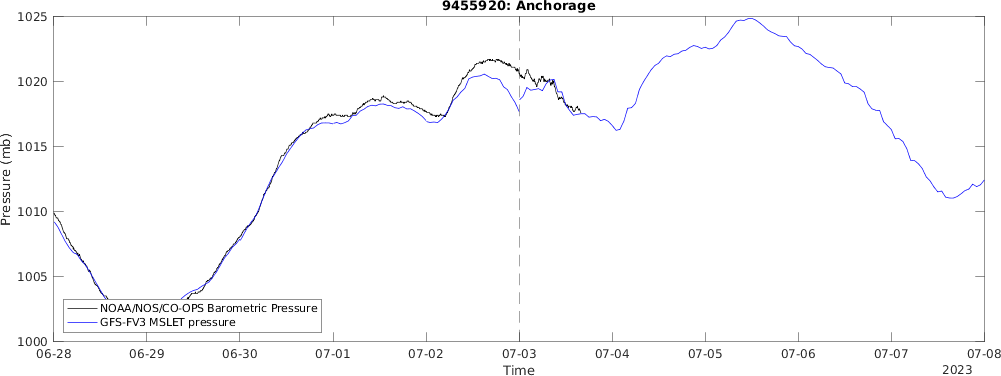 9455920: Anchorage
1025
1020
1015
1010
1005
1000
Pressure (mb)
NOAA/NOS/CO-OPS Barometric Pressure
GFS-FV3 MSLET pressure
06-28 06-29 06-30 07-01 07-02 07-03 07-04 07-05 07-06 07-07 07-08
Time
2023